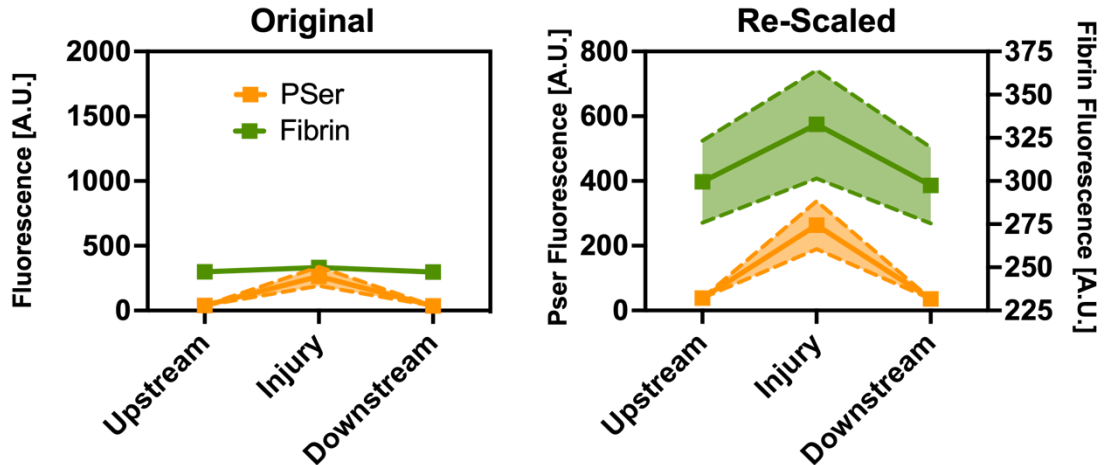 Original
Fluorescence [A.U.]
2000
1500
1000
500
0
PSer
Fibrin
Upstream
Injury
Downstream
Re-Scaled
Pser Fluorescence [A.U.]
800
600
400
200
0
Upstream
Injury
Downstream
375
350
325
300
275
250
225
Fibrin Fluorescence [A.U.]